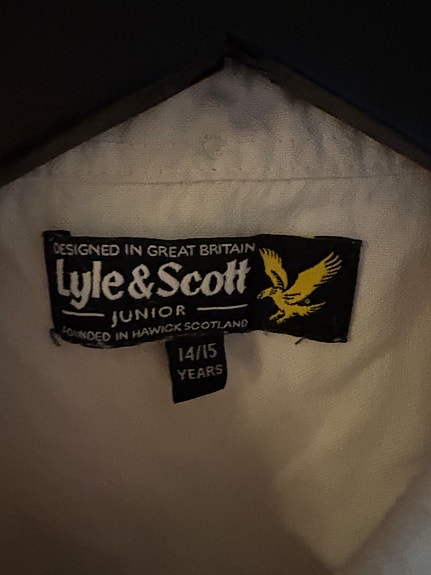 DESIGNED IN GREAT BRITAIN
Lyle & Scott
JUNIOR
FOUNDED IN HAWICK SCOTLAND
14/15
YEARS